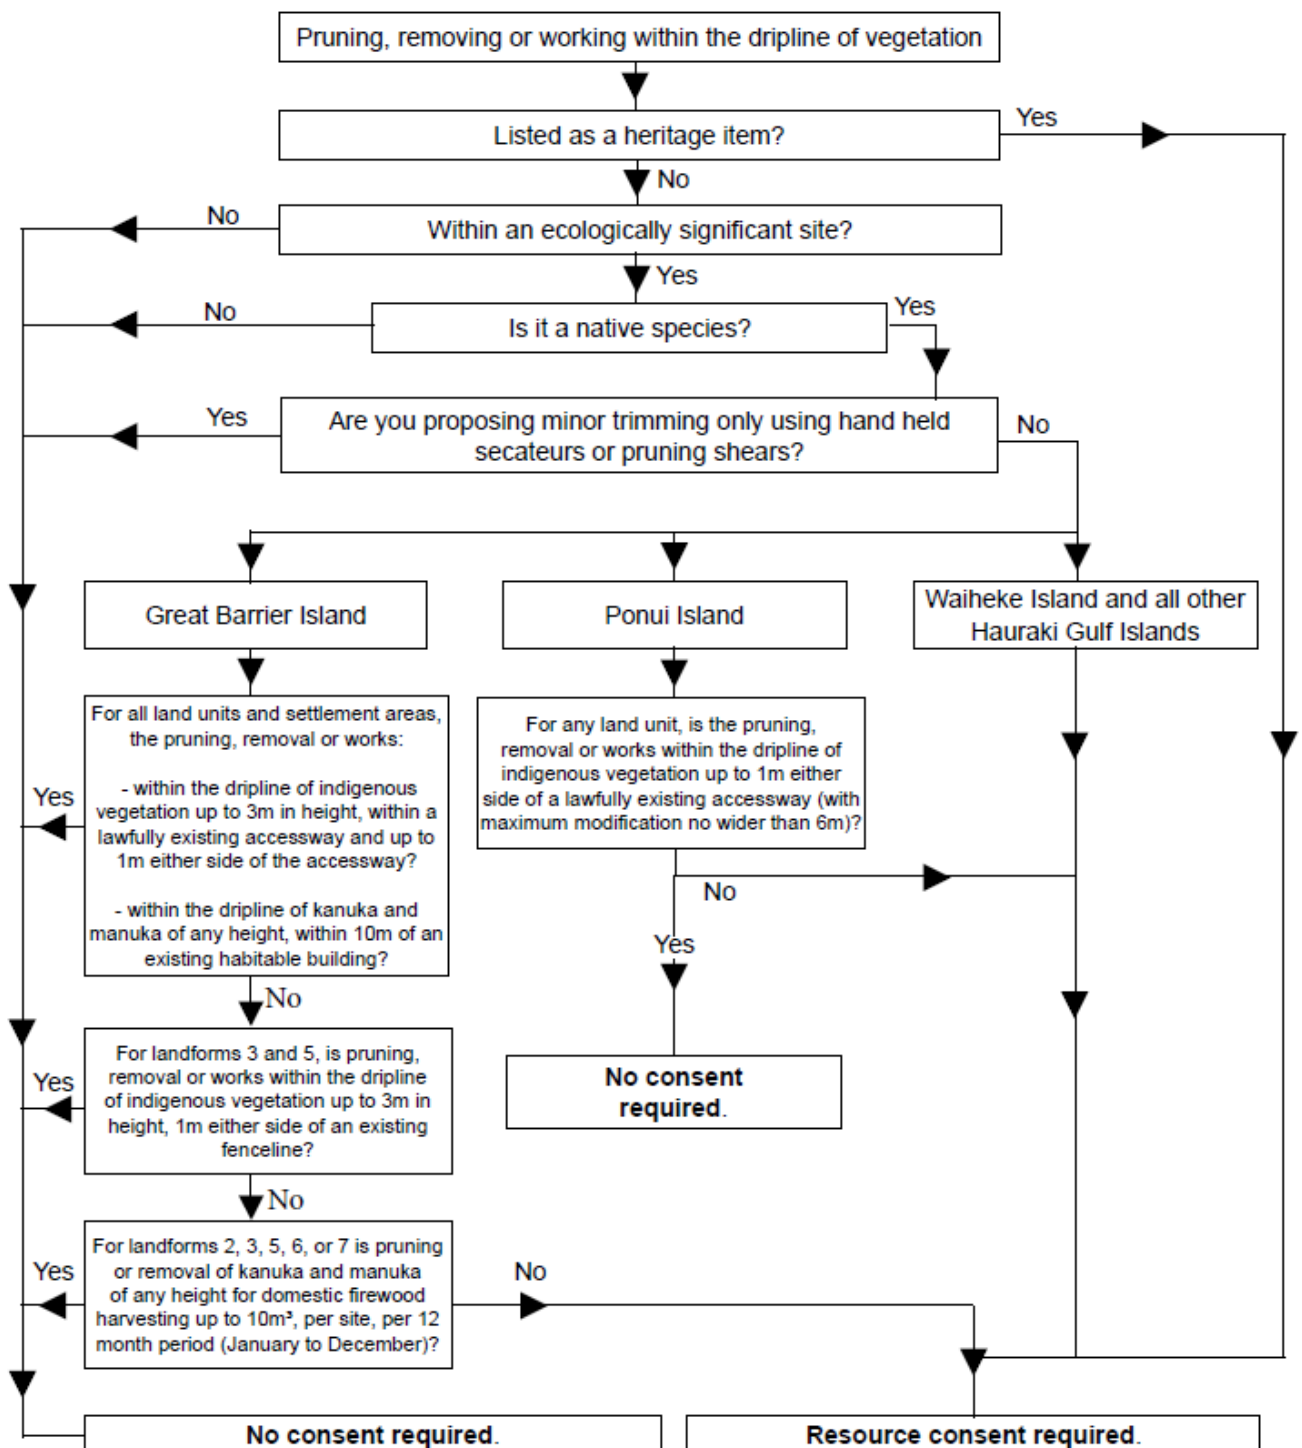 Pruning, removing or working within the dripline of vegetation
Listed as a heritage item?
Yes
No
Within an ecologically significant site?
No
Yes
Is it a native species?
No
Yes
Are you proposing minor trimming only using hand held
secateurs or pruning shears?
Yes
No
Great Barrier Island
Ponui Island
Waiheke Island and all other
Hauraki Gulf Islands
For all land units and settlement areas,
the pruning, removal or works:
- within the dripline of indigenous
vegetation up to 3m in height, within a
lawfully existing accessway and up to
1m either side of the accessway?
- within the dripline of kanuka and
manuka of any height, within 10m of an
existing habitable building?
Yes
No
For any land unit, is the pruning,
removal or works within the dripline of
indigenous vegetation up to 1m either
side of a lawfully existing accessway (with
maximum modification no wider than 6m)?
No
Yes
No consent
required.
For landforms 3 and 5, is pruning,
removal or works within the dripline
of indigenous vegetation up to 3m in
height, 1m either side of an existing
fenceline?
Yes
No
For landforms 2, 3, 5, 6, or 7 is pruning
or removal of kanuka and manuka
of any height for domestic firewood
harvesting up to 10m³, per site, per 12
month period (January to December)?
Yes
No
No consent required.
Resource consent required.